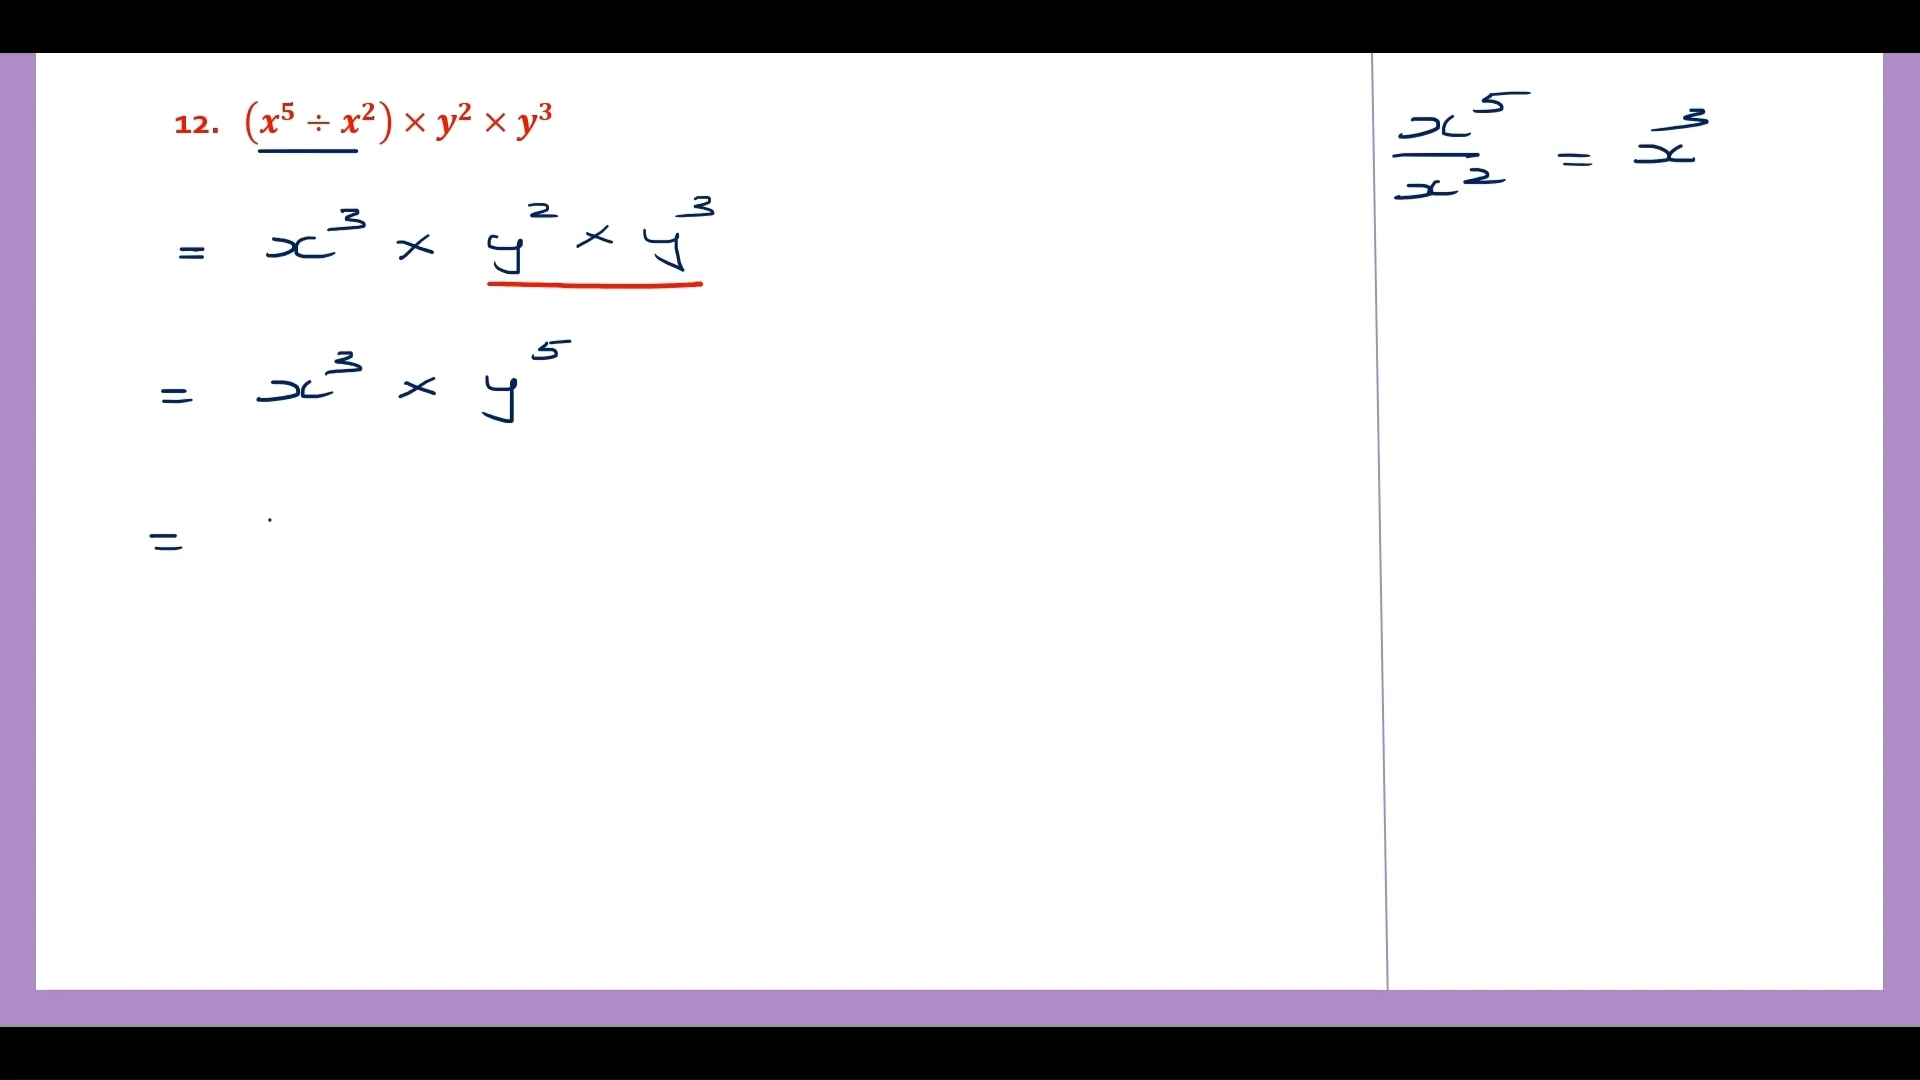 12. (x⁵ ÷ x²) × y² × y³
= x³ × y² × y³
= x³ × y⁵
=
x⁵/x² = x³